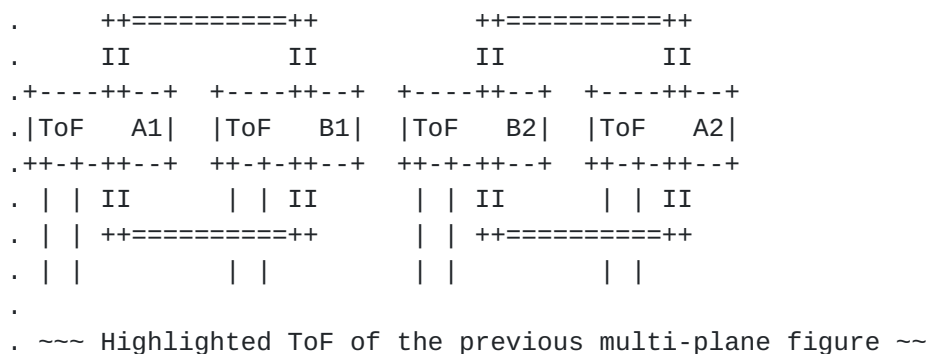 .     ++==========++          ++==========++
.     II          II          II          II
.+----++--+  +----++--+  +----++--+  +----++--+
.|ToF   A1|  |ToF   B1|  |ToF   B2|  |ToF   A2|
.++-+-++--+  ++-+-++--+  ++-+-++--+  ++-+-++--+
. | | II      | | II      | | II      | | II
. | | ++==========++      | | ++==========++
. | |         | |         | |         | |
.
. ~~~ Highlighted ToF of the previous multi-plane figure ~~